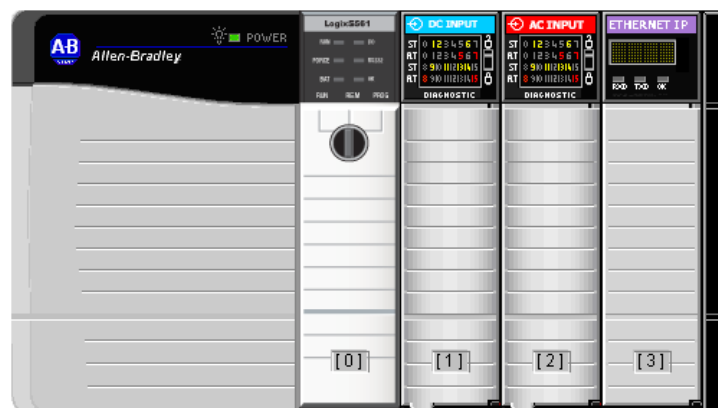 A·B
Allen-Bradley
POWER
Logix5561
RUN I/O
FORCE RS232
BAT OK
RUN REM PROG
DC INPUT
ST 0 1 2 3 4 5 6 7
RT 0 1 2 3 4 5 6 7
ST 8 9 10 11 12 13 14 15
RT 8 9 10 11 12 13 14 15
DIAGNOSTIC
AC INPUT
ST 0 1 2 3 4 5 6 7
RT 0 1 2 3 4 5 6 7
ST 8 9 10 11 12 13 14 15
RT 8 9 10 11 12 13 14 15
DIAGNOSTIC
ETHERNET IP
RXD TXD OK
[0]
[1]
[2]
[3]